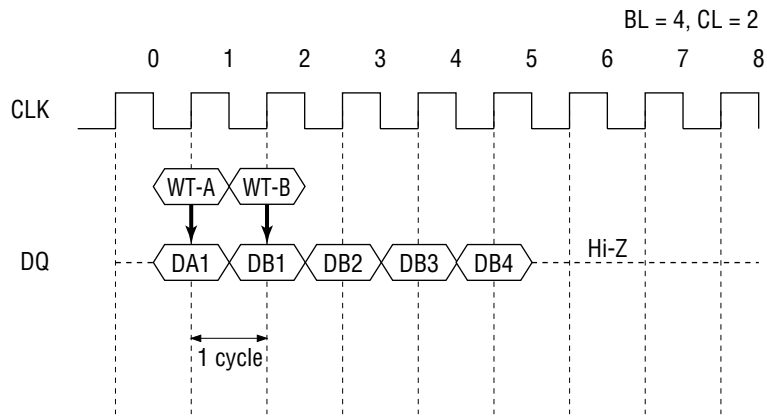 BL = 4, CL = 2
0 1 2 3 4 5 6 7 8
CLK
WT-A WT-B
DQ DA1 DB1 DB2 DB3 DB4 Hi-Z
1 cycle